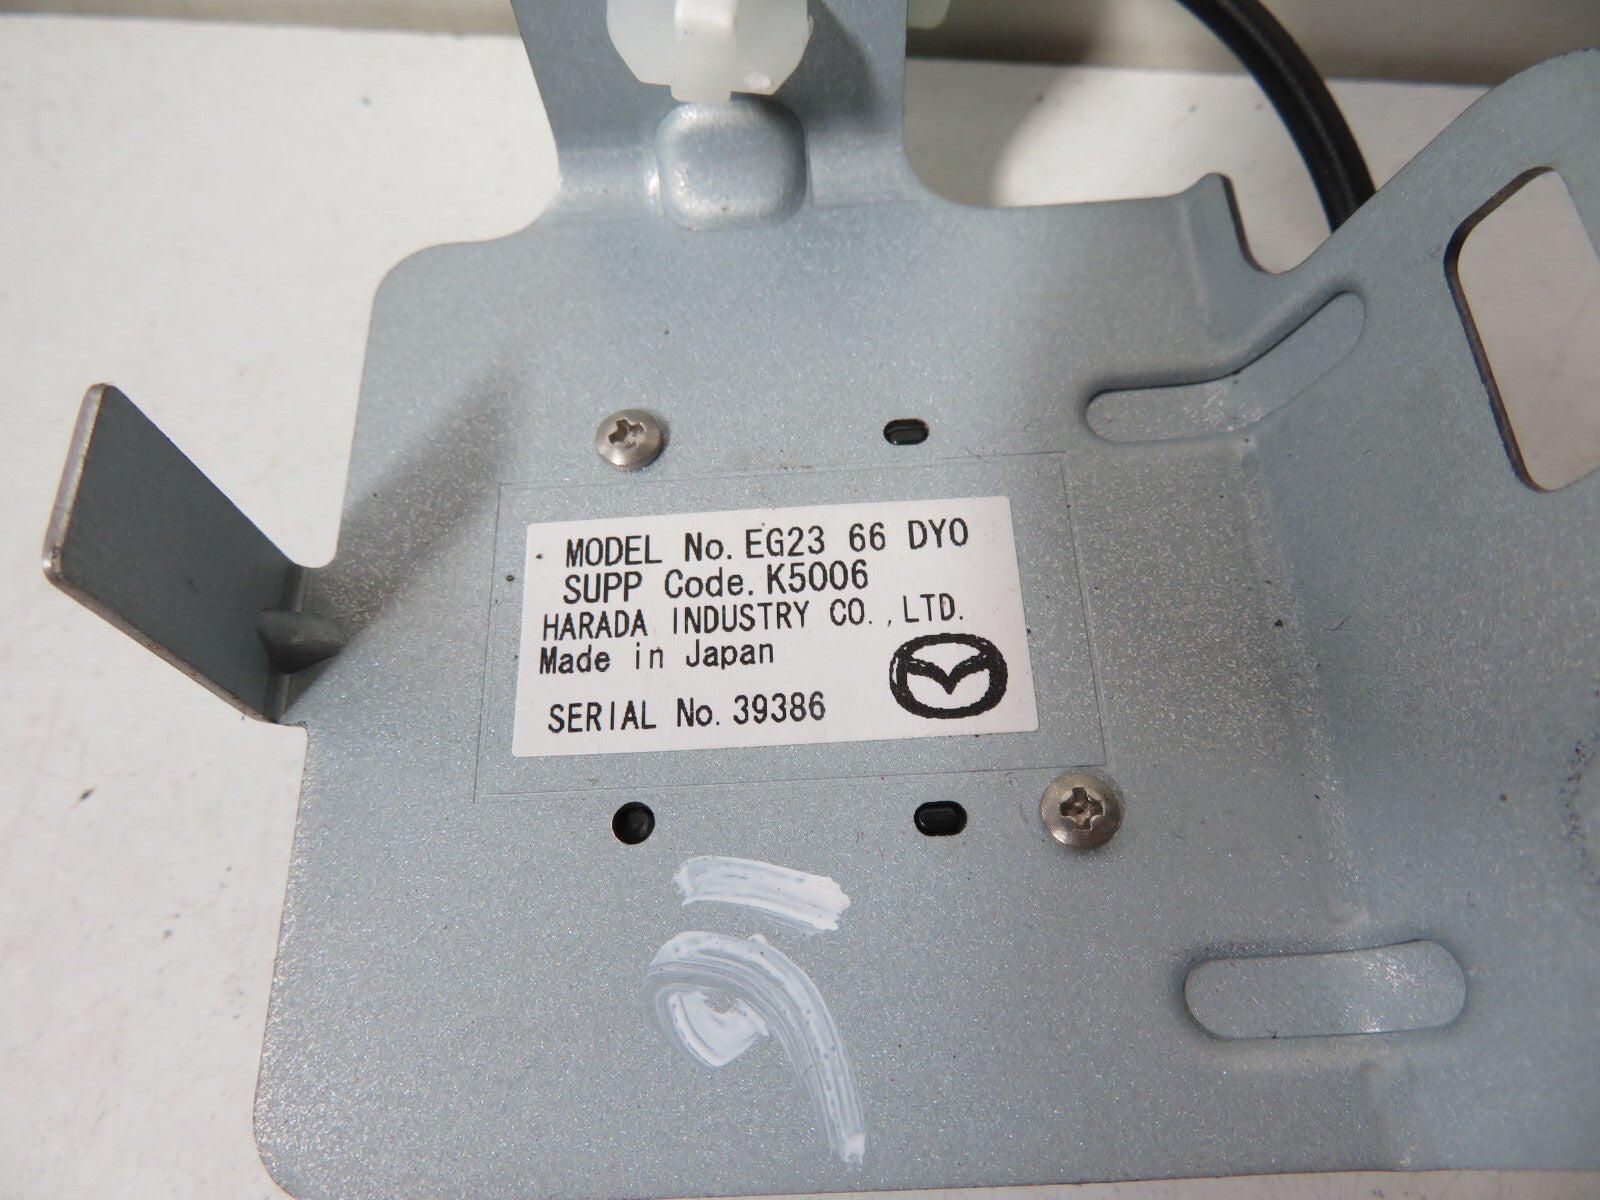 MODEL No. EG23 66 DY0
SUPP Code. K5006
HARADA INDUSTRY CO., LTD.
Made in Japan
SERIAL No. 39386